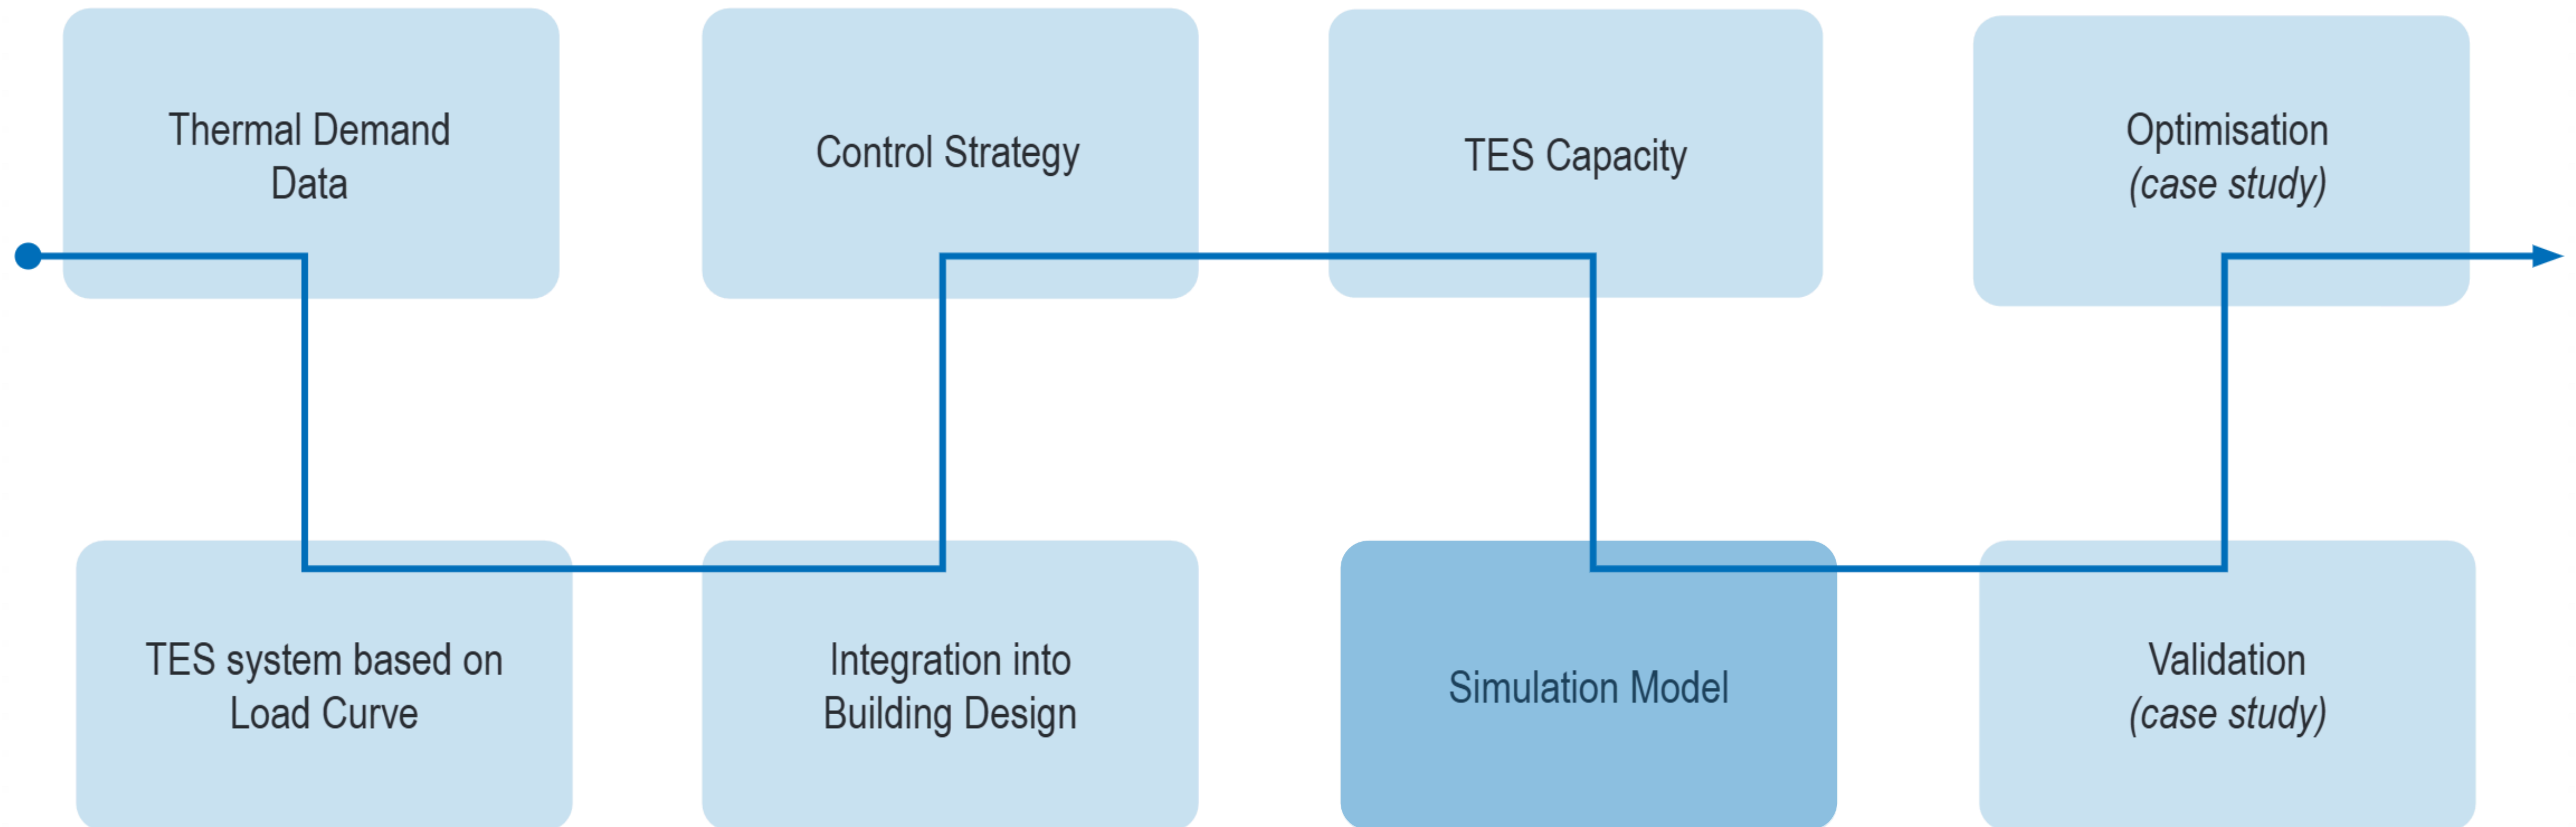 Thermal Demand
Data
Control Strategy
TES Capacity
Optimisation
(case study)
TES system based on
Load Curve
Integration into
Building Design
Simulation Model
Validation
(case study)